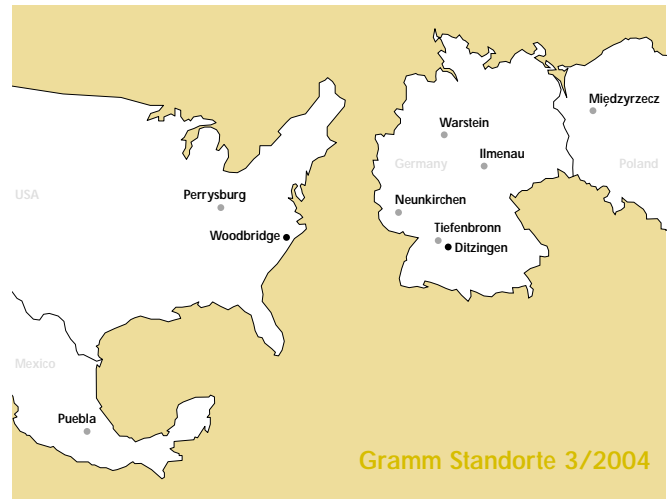 Międzyrzecz
Warstein
Ilmenau
Germany
Poland
USA
Perrysburg
Neunkirchen
Woodbridge
Tiefenbronn
Ditzingen
Mexico
Puebla
Gramm Standorte 3/2004